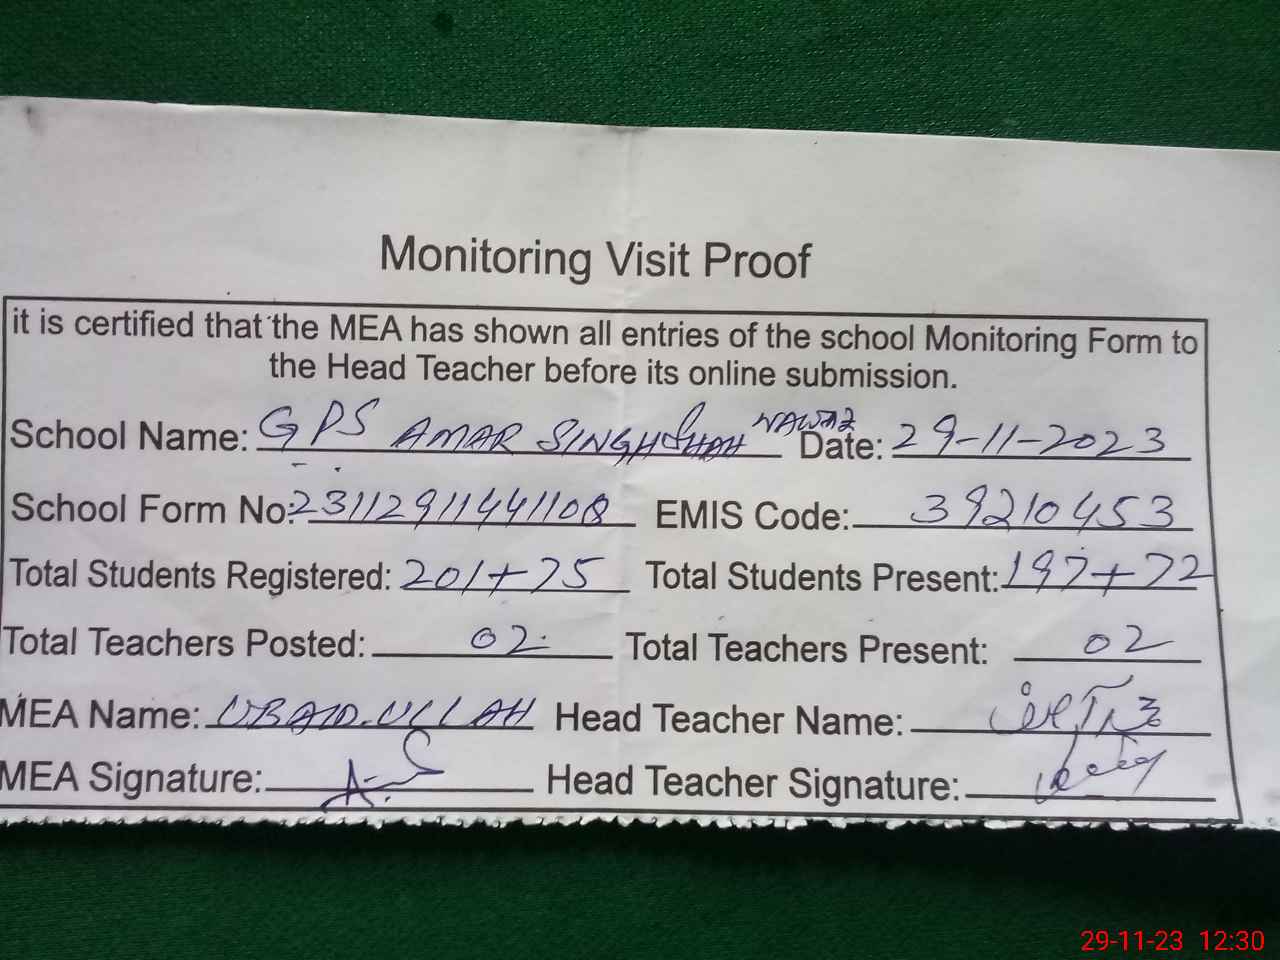 Monitoring Visit Proof
it is certified that the MEA has shown all entries of the school Monitoring Form to
the Head Teacher before its online submission.
School Name: GPS AMAR SINGH SHAH NAWAZ Date: 29-11-2023
School Form No: 23112911441108 EMIS Code: 39210453
Total Students Registered: 201+75 Total Students Present: 197+72
Total Teachers Posted: 02 Total Teachers Present: 02
MEA Name: UBAID-ULLAH Head Teacher Name:
MEA Signature: Head Teacher Signature:
29-11-23 12:30